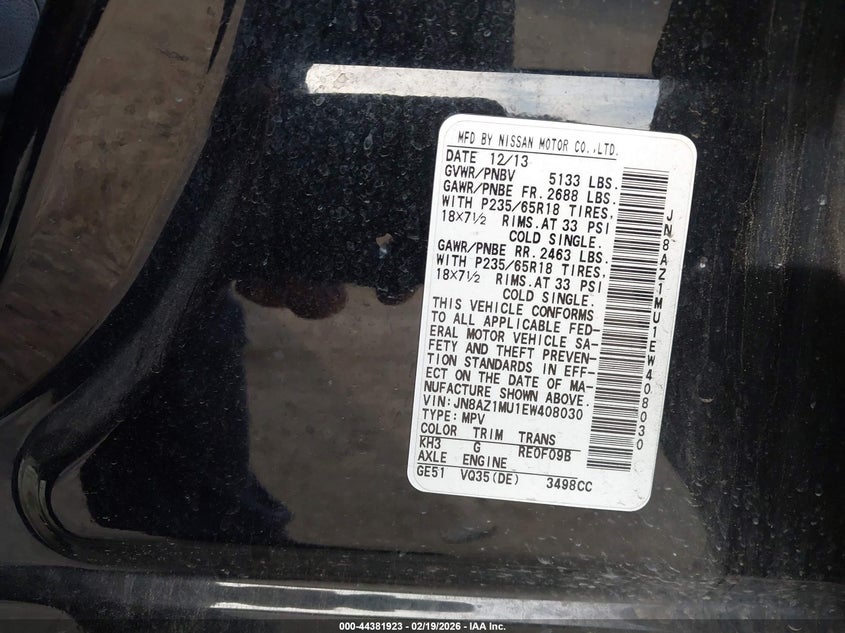 MFD BY NISSAN MOTOR CO.,LTD.
DATE 12/13
GVWR/PNBV 5133 LBS.
GAWR/PNBE FR. 2688 LBS.
WITH P235/65R18 TIRES,
18X7½ RIMS. AT 33 PSI
COLD SINGLE.
GAWR/PNBE RR. 2463 LBS.
WITH P235/65R18 TIRES,
18X7½ RIMS. AT 33 PSI
COLD SINGLE.
THIS VEHICLE CONFORMS
TO ALL APPLICABLE FED-
ERAL MOTOR VEHICLE SA-
FETY AND THEFT PREVEN-
TION STANDARDS IN EFF-
ECT ON THE DATE OF MA-
NUFACTURE SHOWN ABOVE.
VIN:JN8AZ1MU1EW408030
TYPE:MPV
COLOR TRIM TRANS
KH3 G RE0F09B
AXLE ENGINE
GE51 VQ35(DE) 3498CC
JN8AZ1MU1EW408030
000-44381923 - 02/19/2026 - IAA Inc.